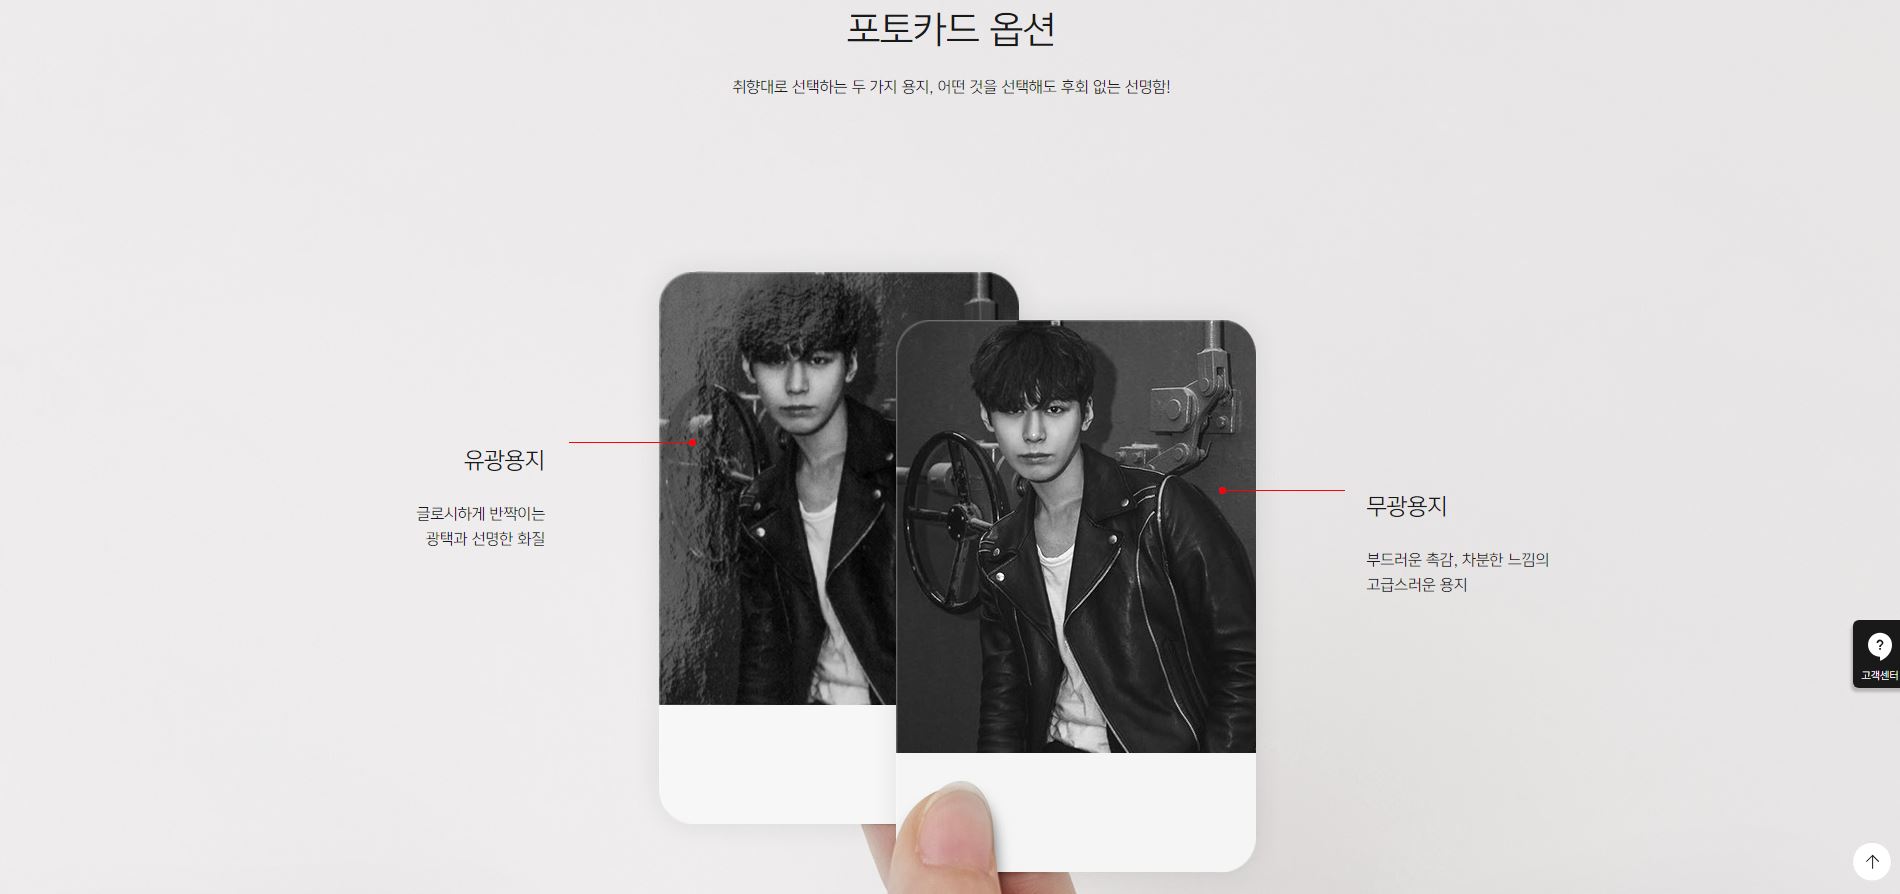 포토카드 옵션
취향대로 선택하는 두 가지 용지, 어떤 것을 선택해도 후회 없는 선명함!
유광용지
글로시하게 반짝이는
광택과 선명한 화질
무광용지
부드러운 촉감, 차분한 느낌의
고급스러운 용지
?
고객센터